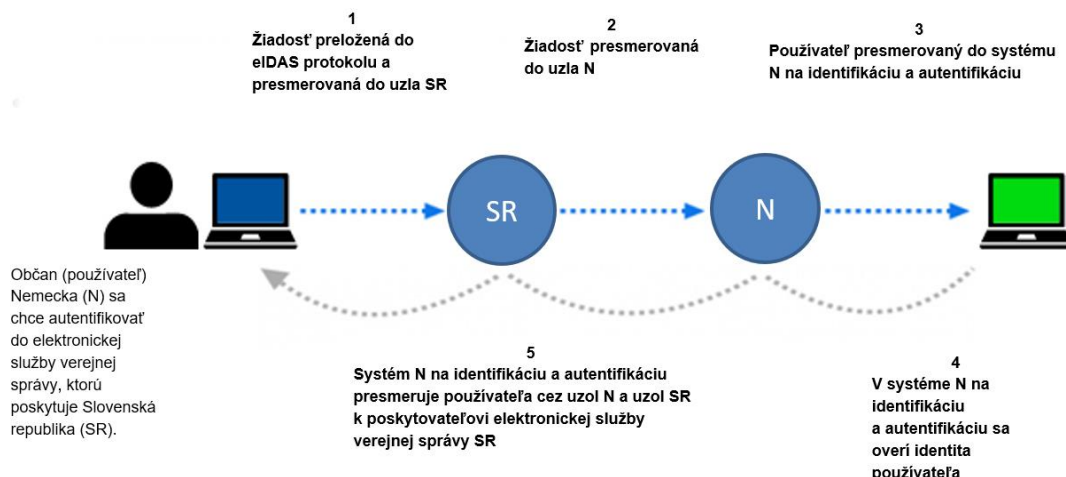 1
Žiadosť preložená do
eIDAS protokolu a
presmerovaná do uzla SR
2
Žiadosť presmerovaná
do uzla N
3
Používateľ presmerovaný do systému
N na identifikáciu a autentifikáciu
SR
N
Občan (používateľ)
Nemecka (N) sa
chce autentifikovať
do elektronickej
služby verejnej
správy, ktorú
poskytuje Slovenská
republika (SR).
5
Systém N na identifikáciu a autentifikáciu
presmeruje používateľa cez uzol N a uzol SR
k poskytovateľovi elektronickej služby
verejnej správy SR
4
V systéme N na
identifikáciu
a autentifikáciu sa
overí identita
používateľa